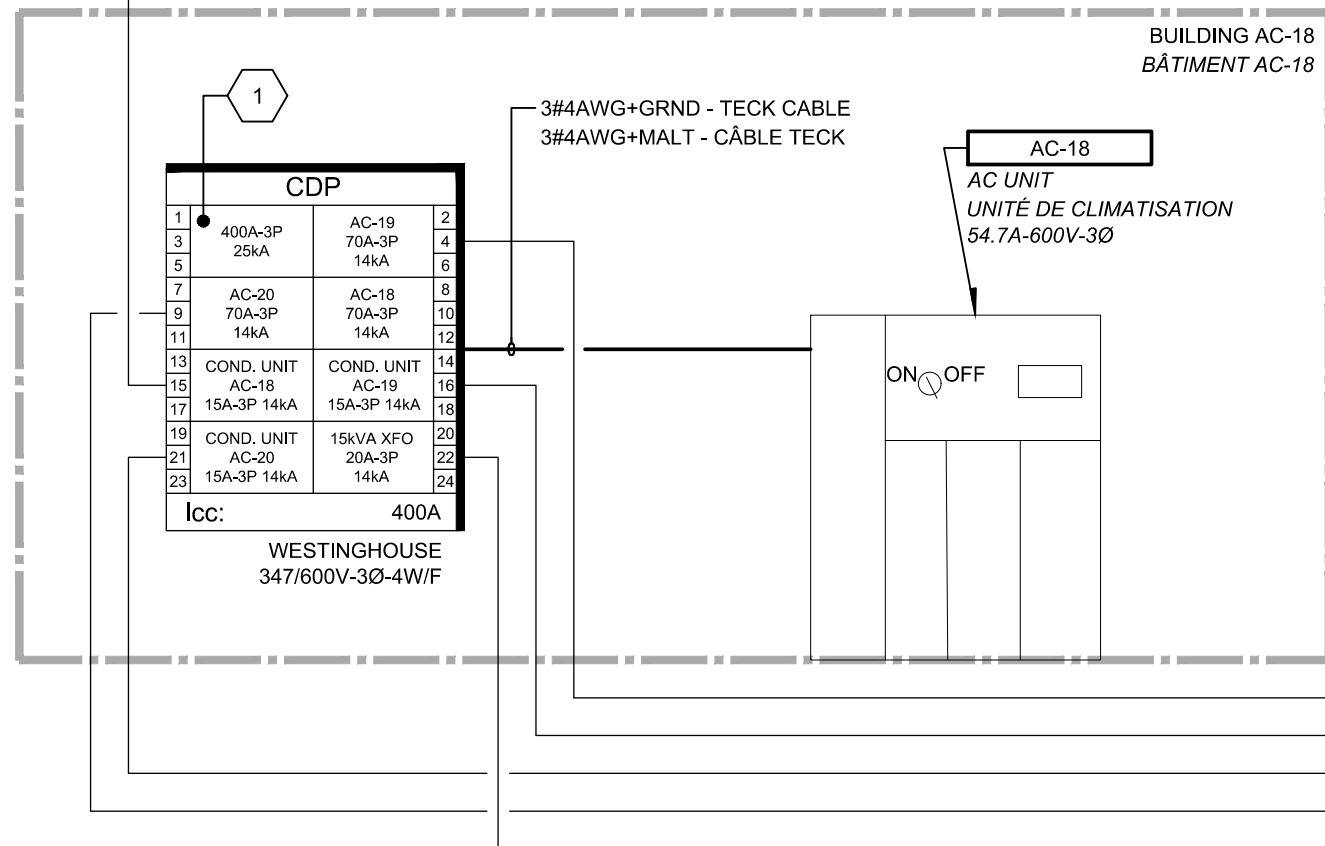 BUILDING AC-18
BÂTIMENT AC-18
1
3#4AWG+GRND - TECK CABLE
3#4AWG+MALT - CÂBLE TECK
AC-18
AC UNIT
UNITÉ DE CLIMATISATION
54.7A-600V-3Ø
CDP
1
3
5
400A-3P
25kA
AC-19
70A-3P
14kA
2
4
6
7
9
11
AC-20
70A-3P
14kA
AC-18
70A-3P
14kA
8
10
12
13
15
17
COND. UNIT
AC-18
15A-3P 14kA
COND. UNIT
AC-19
15A-3P 14kA
14
16
18
19
21
23
COND. UNIT
AC-20
15A-3P 14kA
15kVA XFO
20A-3P
14kA
20
22
24
Icc: 400A
WESTINGHOUSE
347/600V-3Ø-4W/F
ON OFF